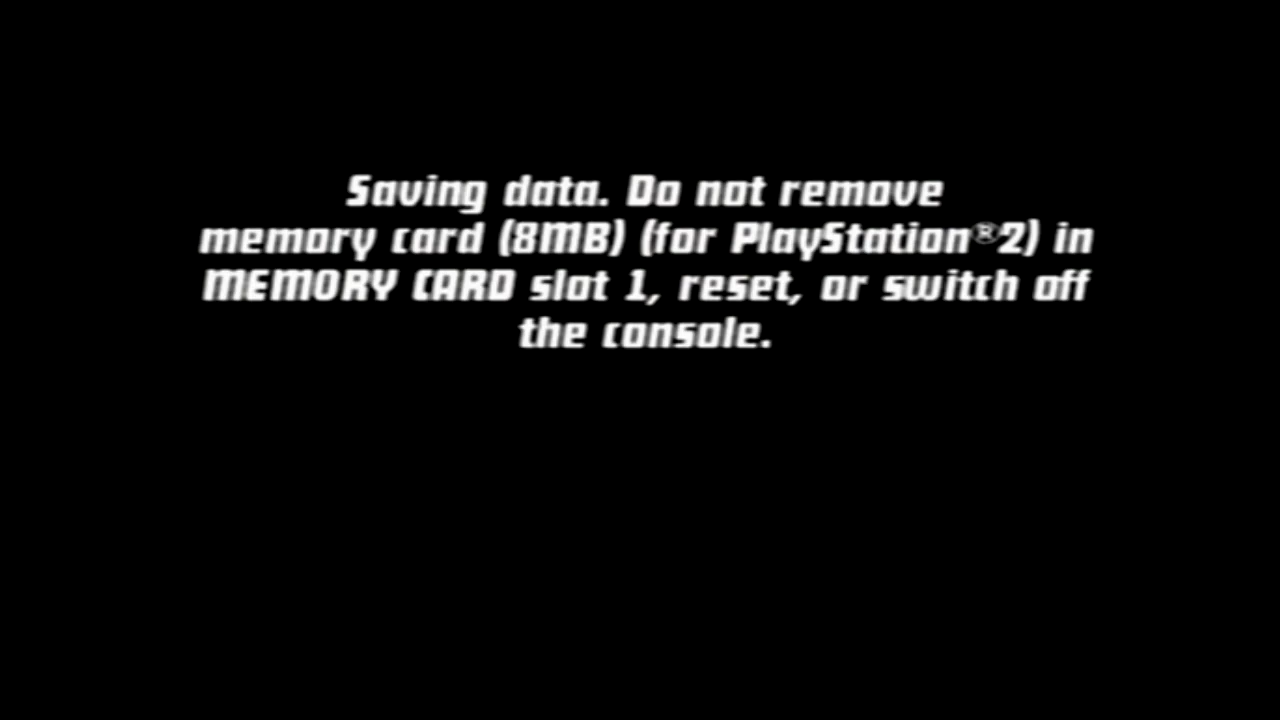 Saving data. Do not remove
memory card (8MB) (for PlayStation®2) in
MEMORY CARD slot 1, reset, or switch off
the console.